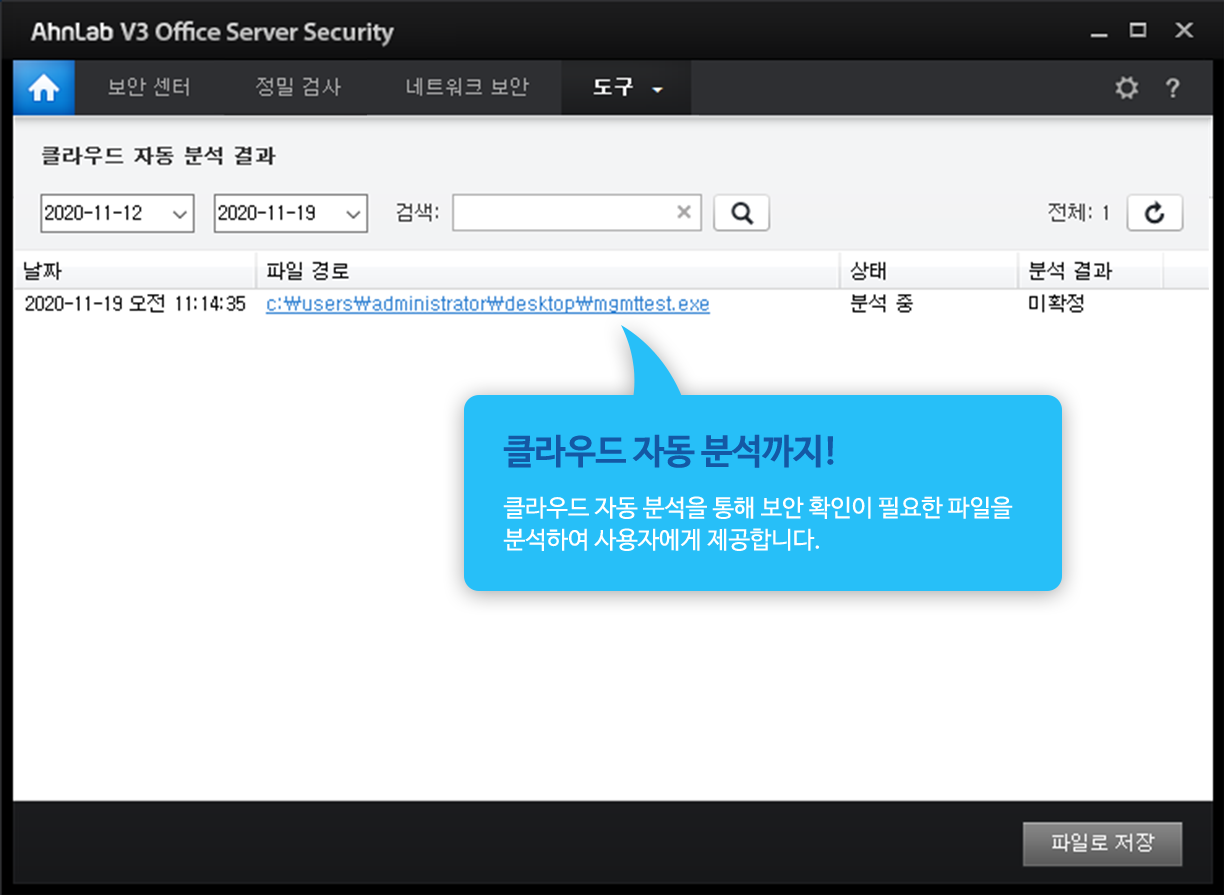 AhnLab V3 Office Server Security
보안 센터 정밀 검사 네트워크 보안 도구 ?
클라우드 자동 분석 결과
2020-11-12 2020-11-19 검색: 전체: 1
날짜 파일 경로 상태 분석 결과
2020-11-19 오전 11:14:35 c:₩users₩administrator₩desktop₩mgmttest.exe 분석 중 미확정
클라우드 자동 분석까지!
클라우드 자동 분석을 통해 보안 확인이 필요한 파일을
분석하여 사용자에게 제공합니다.
파일로 저장